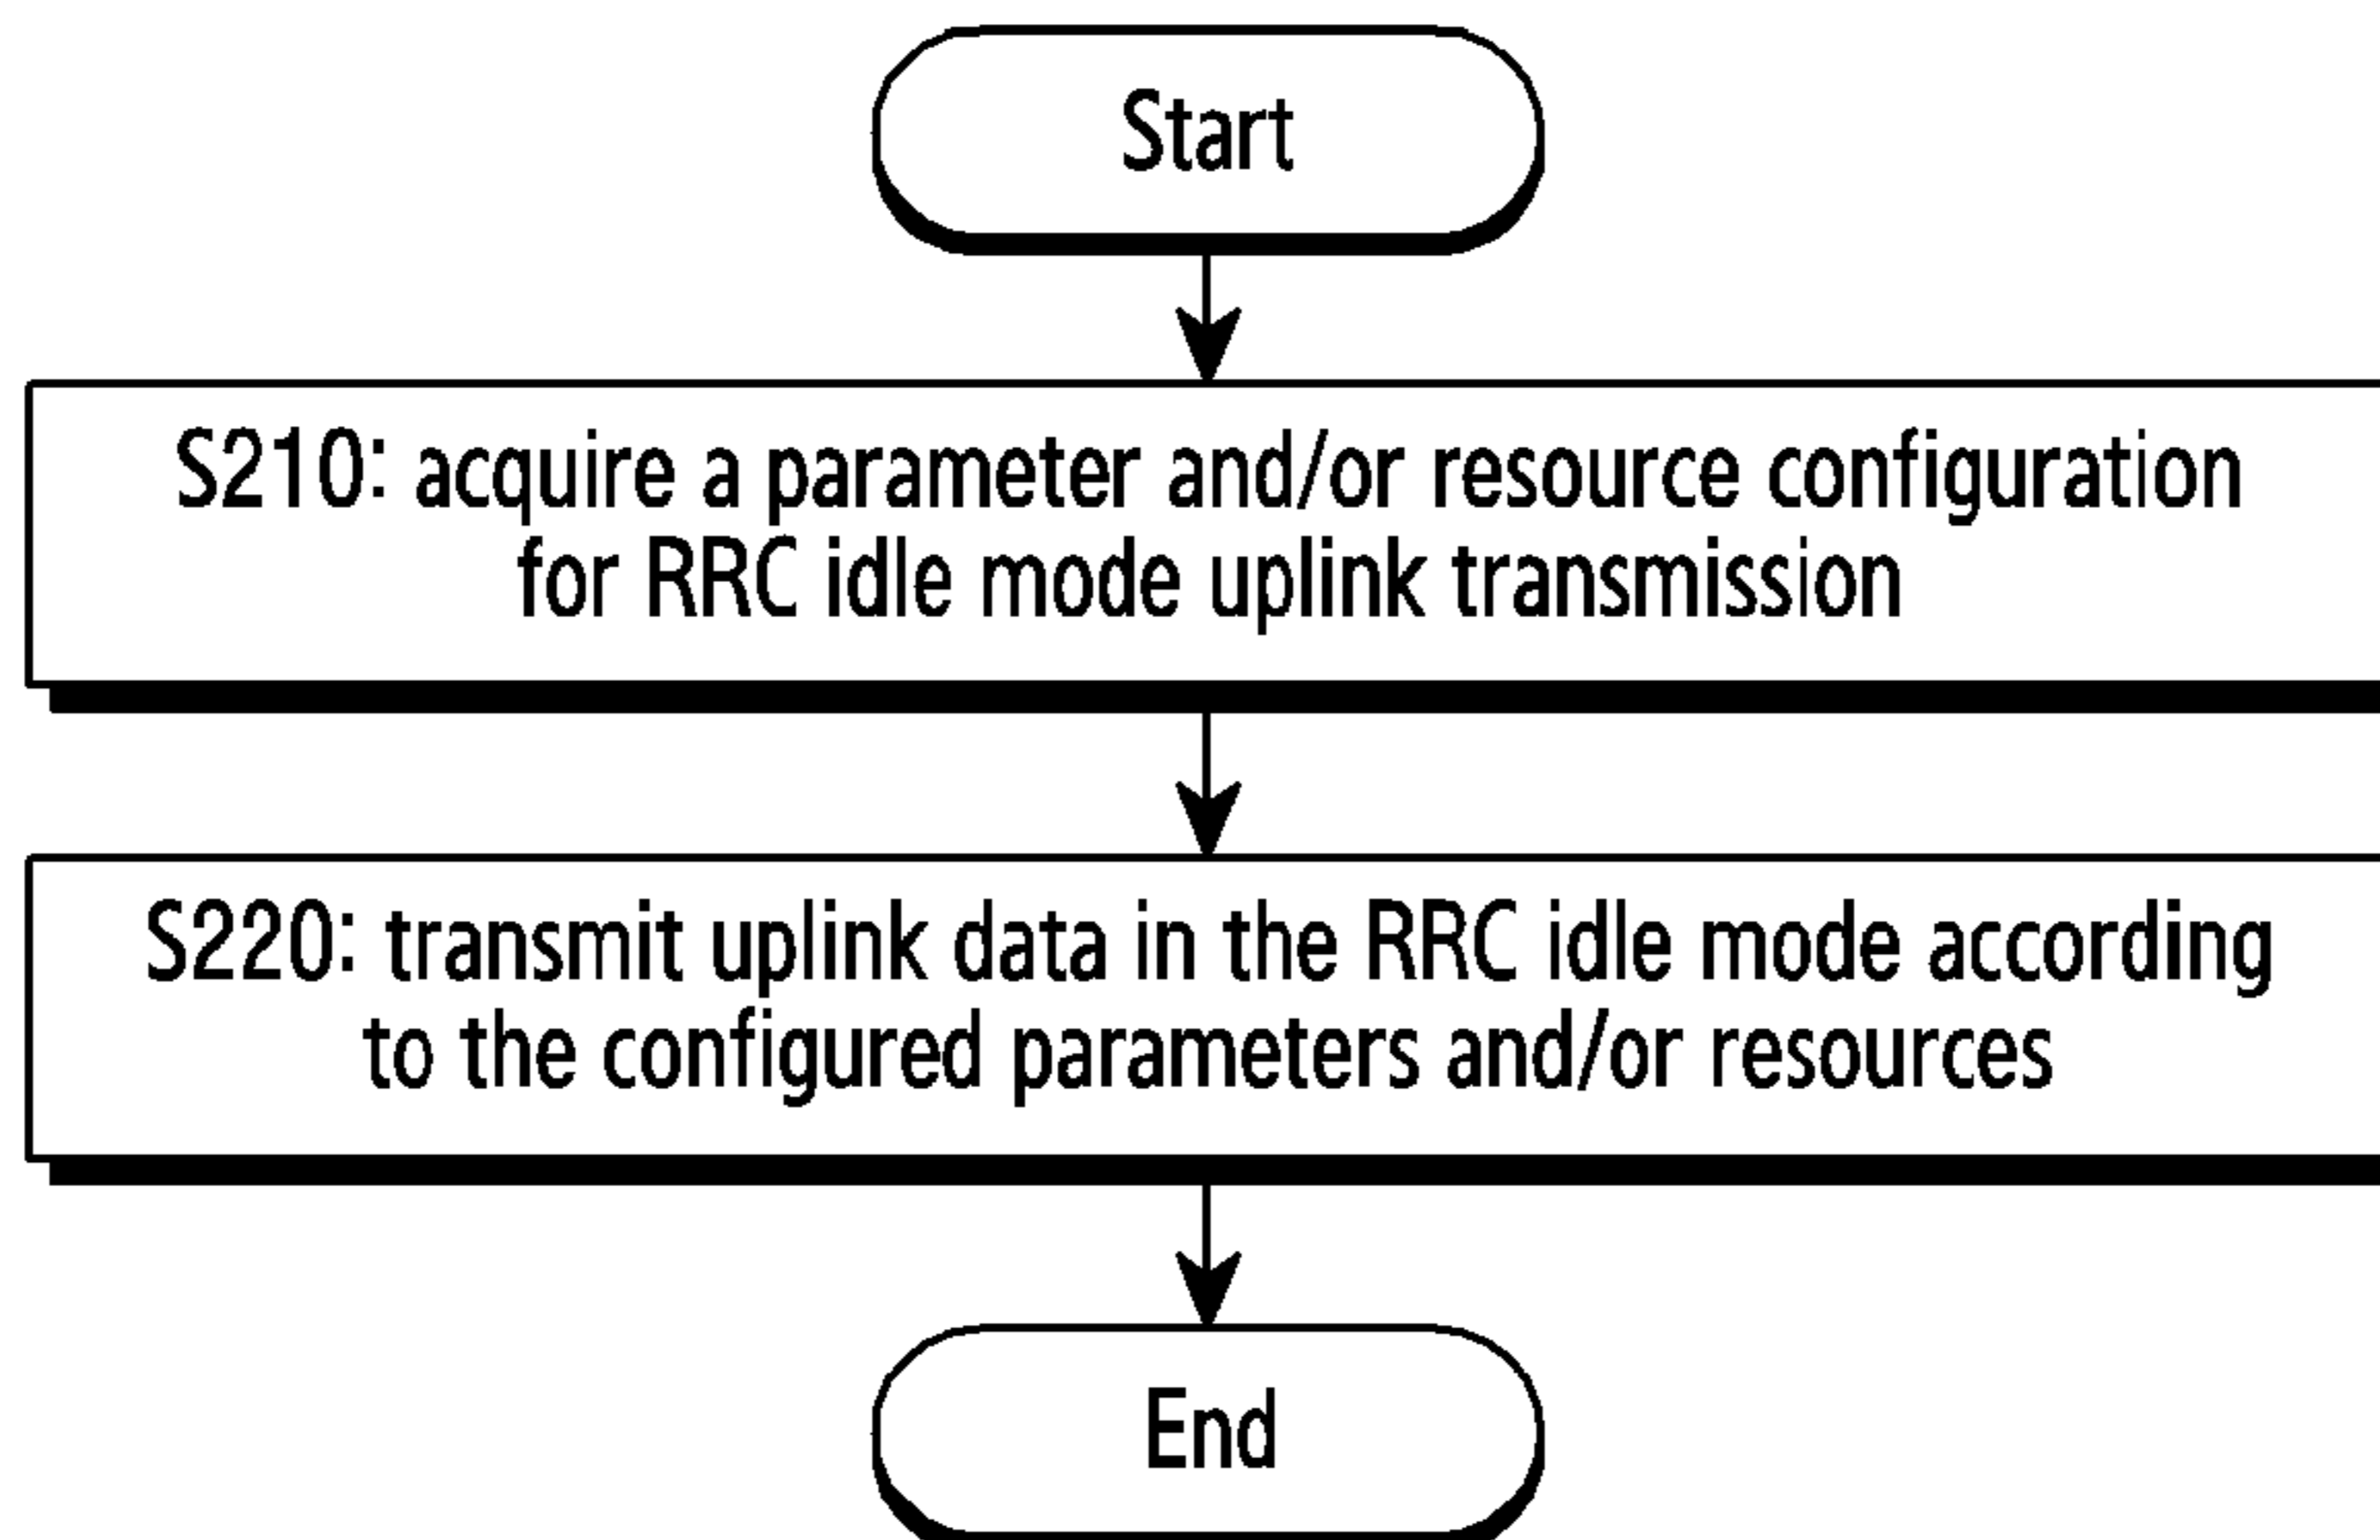 Start
S210: acquire a parameter and/or resource configuration
for RRC idle mode uplink transmission
S220: transmit uplink data in the RRC idle mode according
to the configured parameters and/or resources
End